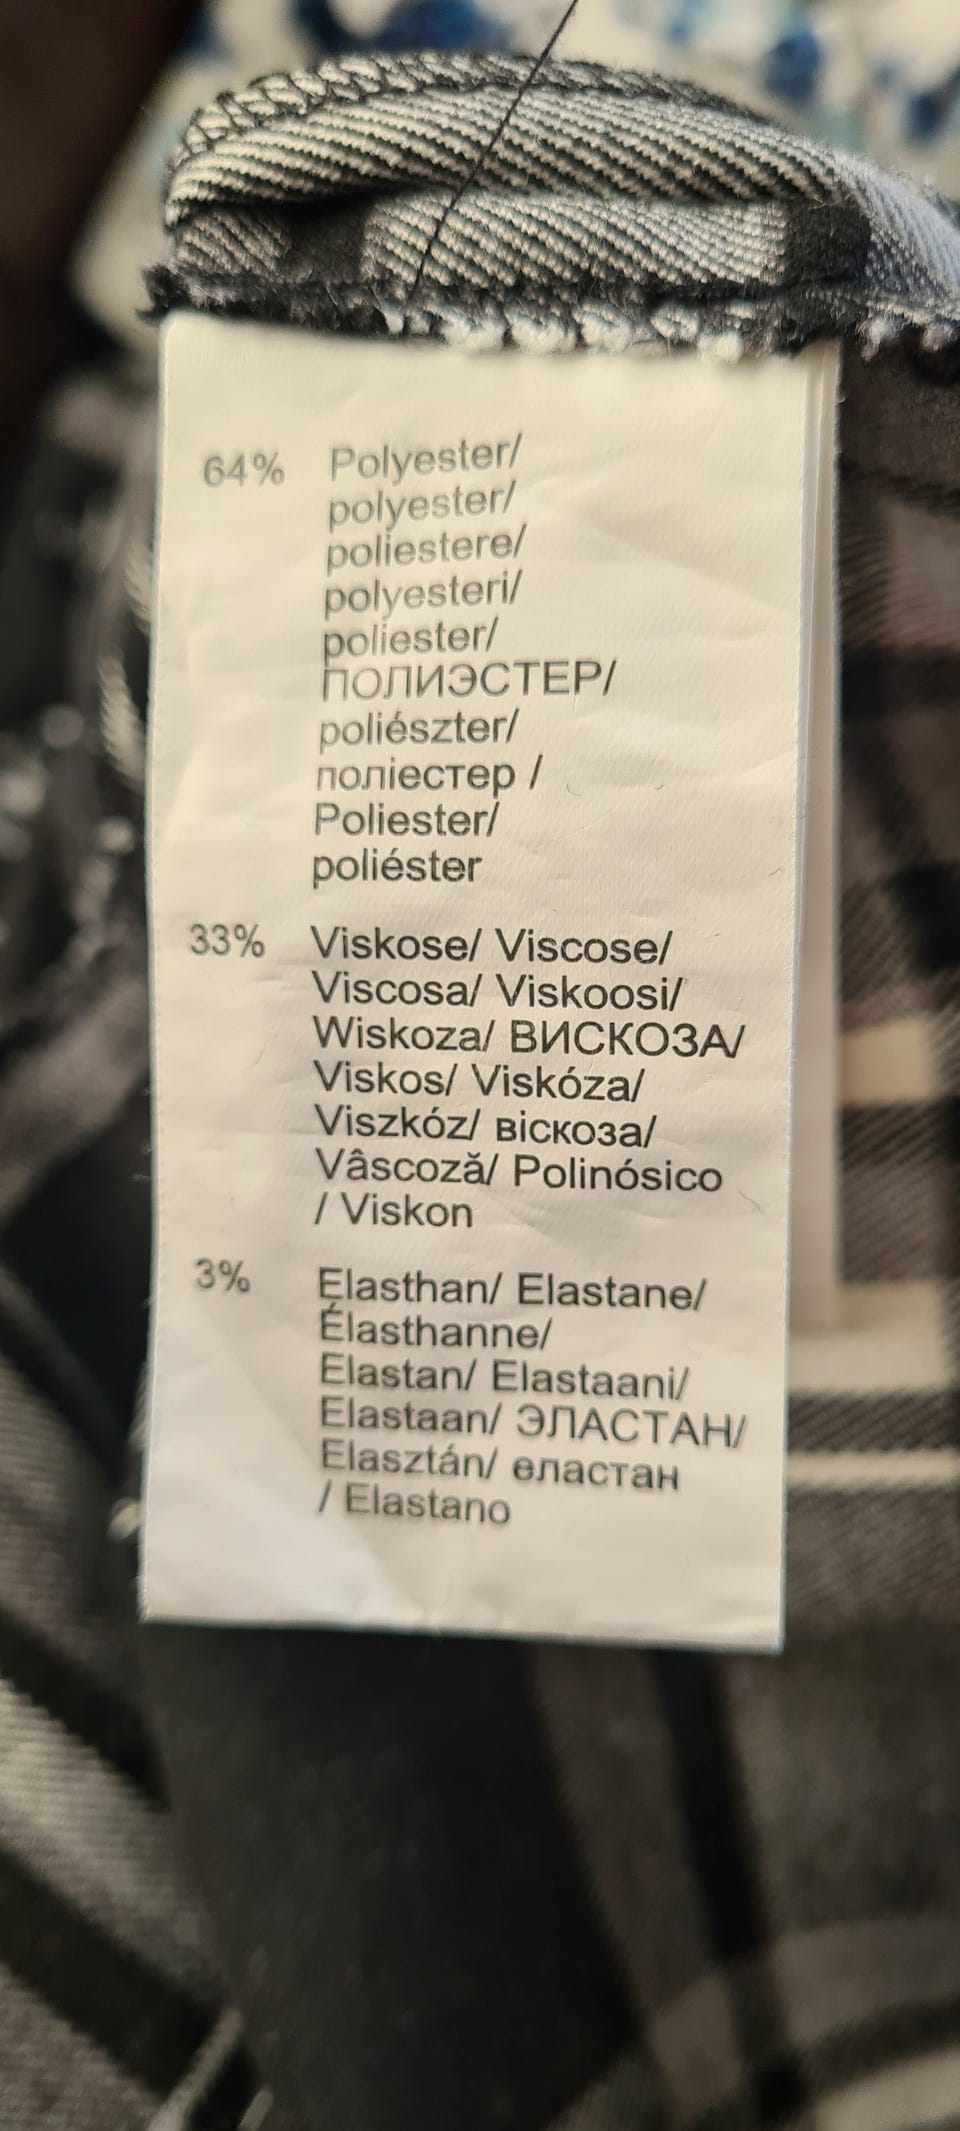 64% Polyester/
polyester/
poliestere/
polyesteri/
poliester/
ПОЛИЭСТЕР/
poliészter/
поліестер /
Poliester/
poliéster
33% Viskose/ Viscose/
Viscosa/ Viskoosi/
Wiskoza/ ВИСКОЗА/
Viskos/ Viskóza/
Viszkóz/ віскоза/
Vâscoză/ Polinósico
/ Viskon
3% Elasthan/ Elastane/
Élasthanne/
Elastan/ Elastaani/
Elastaan/ ЭЛАСТАН/
Elasztán/ еластан
/ Elastano